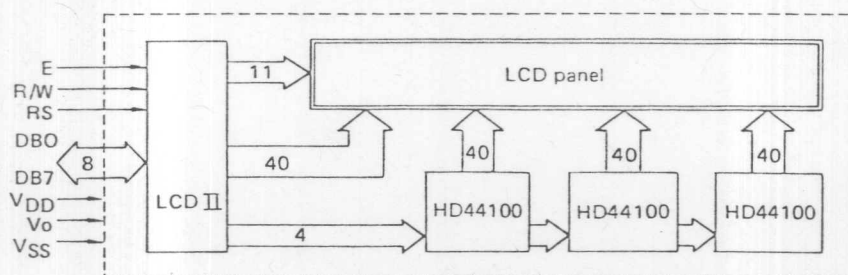 E
R/W
RS
DB0
8
DB7
VDD
Vo
VSS
LCD II
11
LCD panel
40
40
40
40
4
HD44100
HD44100
HD44100